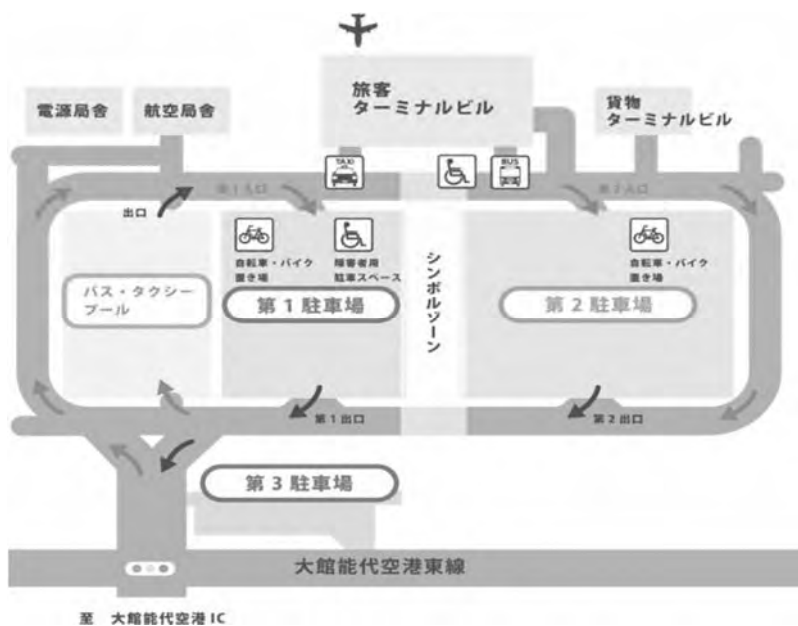 旅客
ターミナルビル
電源局舎
航空局舎
貨物
ターミナルビル
TAXI
BUS
第1入口
第2入口
出口
自転車・バイク
置き場
障害者用
駐車スペース
自転車・バイク
置き場
シンボルゾーン
バス・タクシー
プール
第1駐車場
第2駐車場
第1出口
第2出口
第3駐車場
大館能代空港東線
至 大館能代空港IC